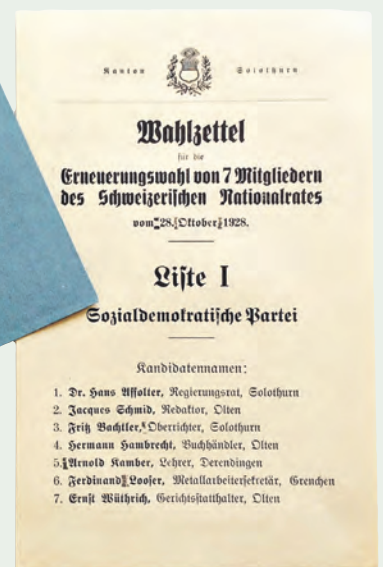 Kanton Solothurn
Wahlzettel
für die
Erneuerungswahl von 7 Mitgliedern
des Schweizerischen Nationalrates
vom 28. Oktober 1928.
Liste I
Sozialdemokratische Partei
Kandidatennamen:
1. Dr. Hans Affolter, Regierungsrat, Solothurn
2. Jacques Schmid, Redaktor, Olten
3. Fritz Bachtler, Oberrichter, Solothurn
4. Hermann Hambrecht, Buchhändler, Olten
5. Arnold Kamber, Lehrer, Derendingen
6. Ferdinand Looser, Metallarbeitersekretär, Grenchen
7. Ernst Wüthrich, Gerichtsstatthalter, Olten